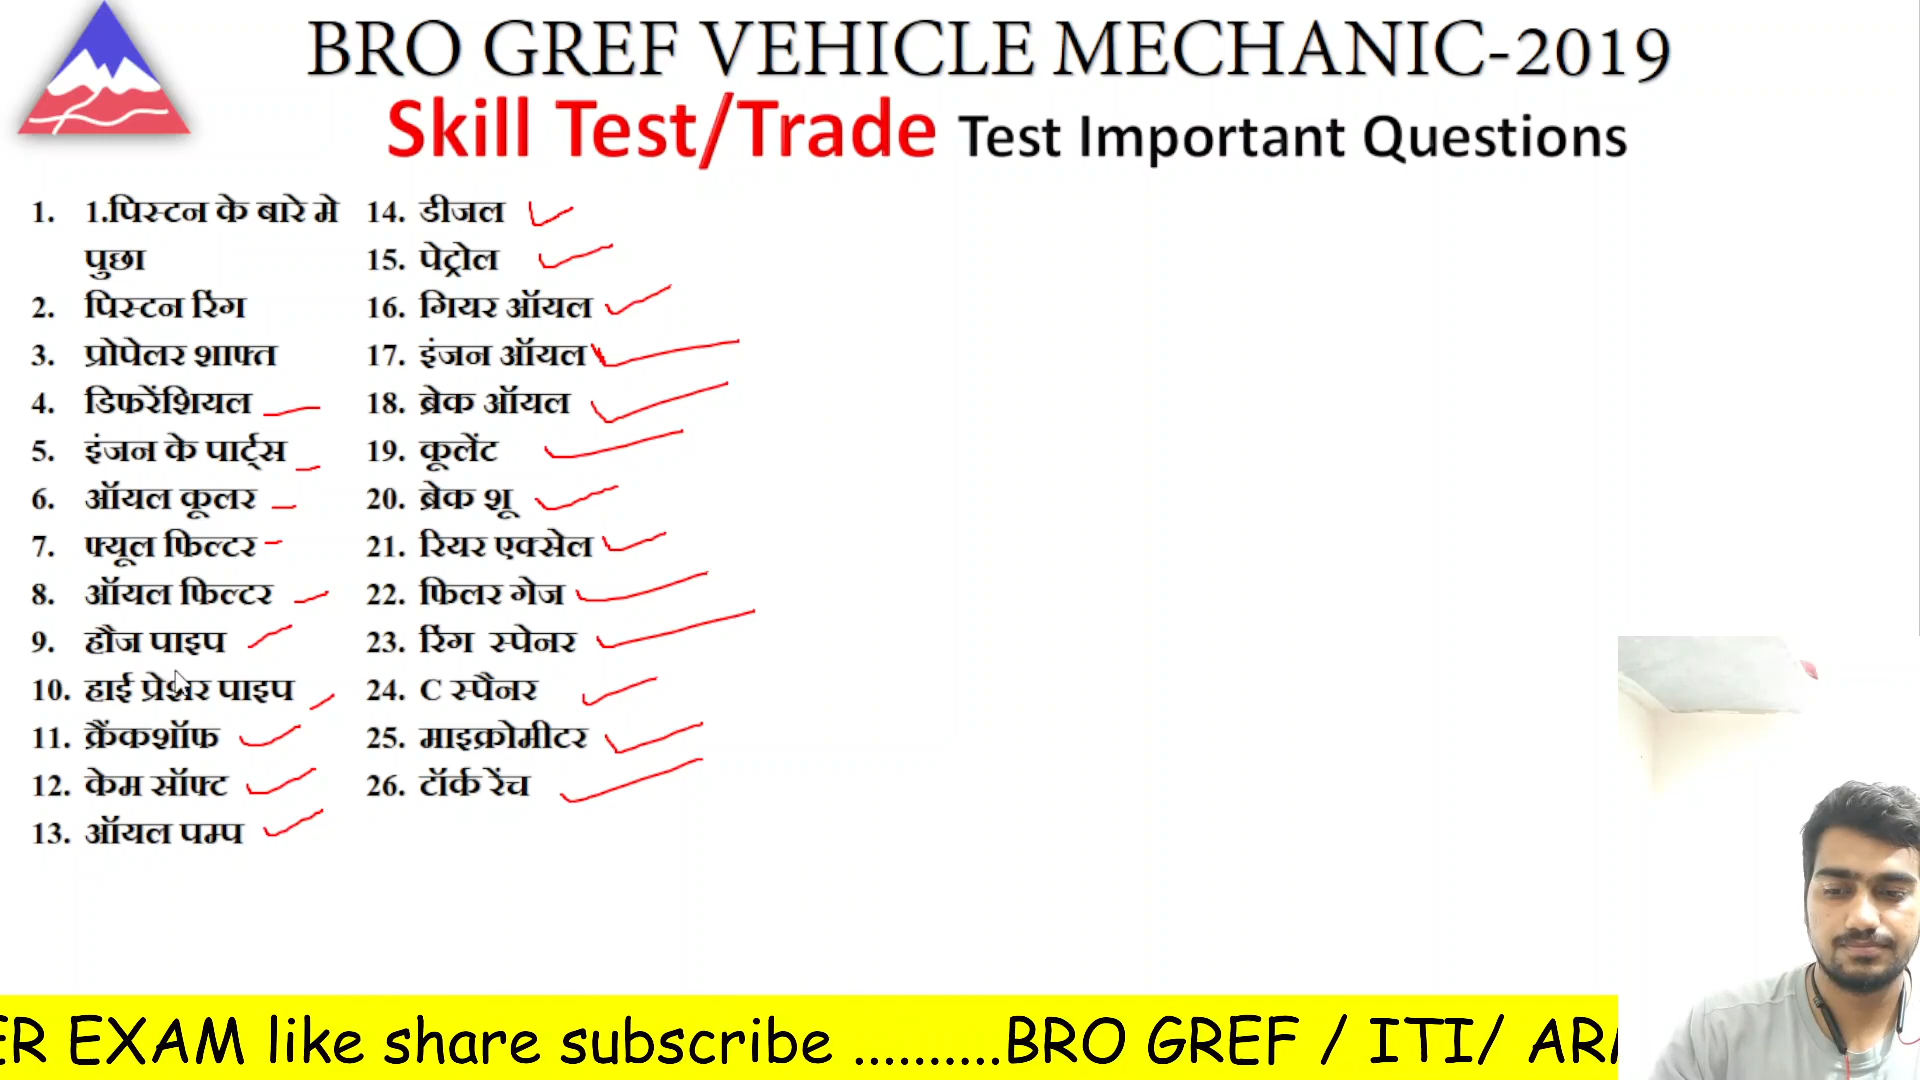 BRO GREF VEHICLE MECHANIC-2019
Skill Test/Trade Test Important Questions
1. 1.पिस्टन के बारे मे
पुछा
2. पिस्टन रिंग
3. प्रोपेलर शाफ्त
4. डिफरेंशियल
5. इंजन के पार्ट्स
6. ऑयल कूलर
7. फ्यूल फिल्टर
8. ऑयल फिल्टर
9. हौज पाइप
10. हाई प्रेशर पाइप
11. क्रैंकशॉफ
12. केम सॉफ्ट
13. ऑयल पम्प
14. डीजल
15. पेट्रोल
16. गियर ऑयल
17. इंजन ऑयल
18. ब्रेक ऑयल
19. कूलेंट
20. ब्रेक शू
21. रियर एक्सेल
22. फिलर गेज
23. रिंग स्पेनर
24. C स्पैनर
25. माइक्रोमीटर
26. टॉर्क रेंच
ER EXAM like share subscribe ..........BRO GREF / ITI/ AR